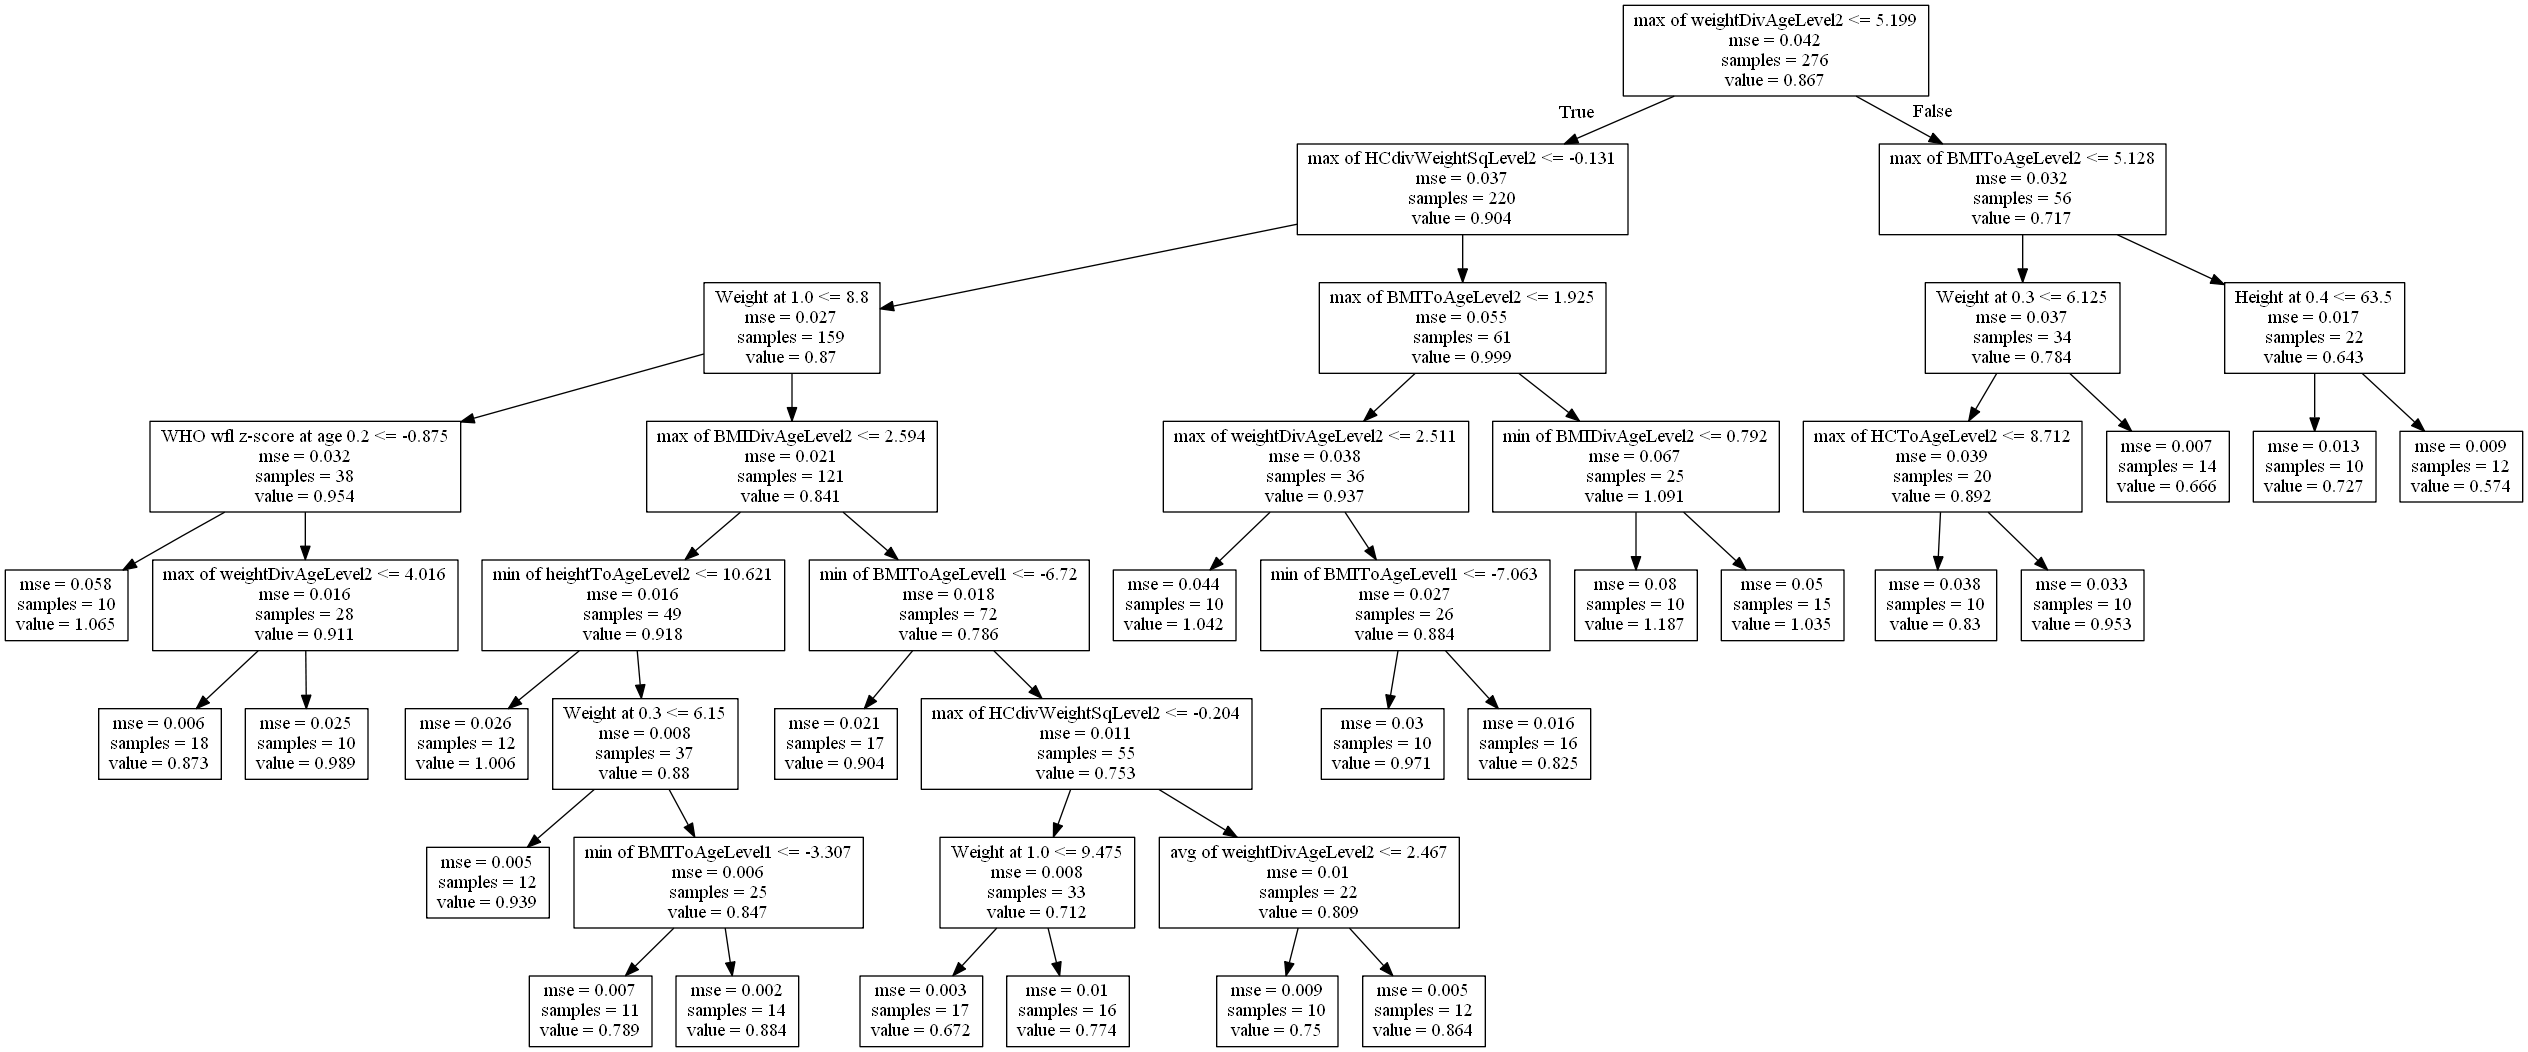 max of weightDivAgeLevel2 <= 5.199
mse = 0.042
samples = 276
value = 0.867
True
False
max of HCdivWeightSqLevel2 <= -0.131
mse = 0.037
samples = 220
value = 0.904
max of BMIToAgeLevel2 <= 5.128
mse = 0.032
samples = 56
value = 0.717
Weight at 1.0 <= 8.8
mse = 0.027
samples = 159
value = 0.87
max of BMIToAgeLevel2 <= 1.925
mse = 0.055
samples = 61
value = 0.999
Weight at 0.3 <= 6.125
mse = 0.037
samples = 34
value = 0.784
Height at 0.4 <= 63.5
mse = 0.017
samples = 22
value = 0.643
WHO wfl z-score at age 0.2 <= -0.875
mse = 0.032
samples = 38
value = 0.954
max of BMIDivAgeLevel2 <= 2.594
mse = 0.021
samples = 121
value = 0.841
max of weightDivAgeLevel2 <= 2.511
mse = 0.038
samples = 36
value = 0.937
min of BMIDivAgeLevel2 <= 0.792
mse = 0.067
samples = 25
value = 1.091
max of HCToAgeLevel2 <= 8.712
mse = 0.039
samples = 20
value = 0.892
mse = 0.007
samples = 14
value = 0.666
mse = 0.013
samples = 10
value = 0.727
mse = 0.009
samples = 12
value = 0.574
mse = 0.058
samples = 10
value = 1.065
max of weightDivAgeLevel2 <= 4.016
mse = 0.016
samples = 28
value = 0.911
min of heightToAgeLevel2 <= 10.621
mse = 0.016
samples = 49
value = 0.918
min of BMIToAgeLevel1 <= -6.72
mse = 0.018
samples = 72
value = 0.786
mse = 0.044
samples = 10
value = 1.042
min of BMIToAgeLevel1 <= -7.063
mse = 0.027
samples = 26
value = 0.884
mse = 0.08
samples = 10
value = 1.187
mse = 0.05
samples = 15
value = 1.035
mse = 0.038
samples = 10
value = 0.83
mse = 0.033
samples = 10
value = 0.953
mse = 0.006
samples = 18
value = 0.873
mse = 0.025
samples = 10
value = 0.989
mse = 0.026
samples = 12
value = 1.006
Weight at 0.3 <= 6.15
mse = 0.008
samples = 37
value = 0.88
mse = 0.021
samples = 17
value = 0.904
max of HCdivWeightSqLevel2 <= -0.204
mse = 0.011
samples = 55
value = 0.753
mse = 0.03
samples = 10
value = 0.971
mse = 0.016
samples = 16
value = 0.825
mse = 0.005
samples = 12
value = 0.939
min of BMIToAgeLevel1 <= -3.307
mse = 0.006
samples = 25
value = 0.847
Weight at 1.0 <= 9.475
mse = 0.008
samples = 33
value = 0.712
avg of weightDivAgeLevel2 <= 2.467
mse = 0.01
samples = 22
value = 0.809
mse = 0.007
samples = 11
value = 0.789
mse = 0.002
samples = 14
value = 0.884
mse = 0.003
samples = 17
value = 0.672
mse = 0.01
samples = 16
value = 0.774
mse = 0.009
samples = 10
value = 0.75
mse = 0.005
samples = 12
value = 0.864